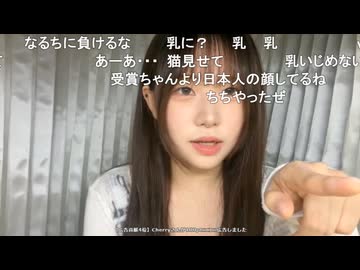 なるちに負けるな 乳に？ 乳 乳
あーあ･･･ 猫見せて 乳いじめない
受賞ちゃんより日本人の顔してるね
ちちやったぜ